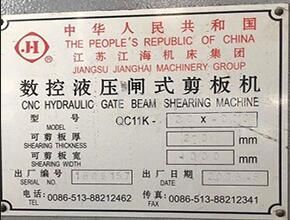 JH
中华人民共和国
THE PEOPLE'S REPUBLIC OF CHINA
江苏江海机床集团
JIANGSU JIANGHAI MACHINERY GROUP
数控液压闸式剪板机
CNC HYDRAULIC GATE BEAM SHEARING MACHINE
型号 QC11K- x
MODEL
可剪板厚 mm
SHEARING THICKNESS
可剪板宽 4000 mm
SHEARING WIDTH
出厂编号 出厂日期
SERIAL NO
电话: 0086-513-88212462 传真: 0086-513-88212341
TEL FAX